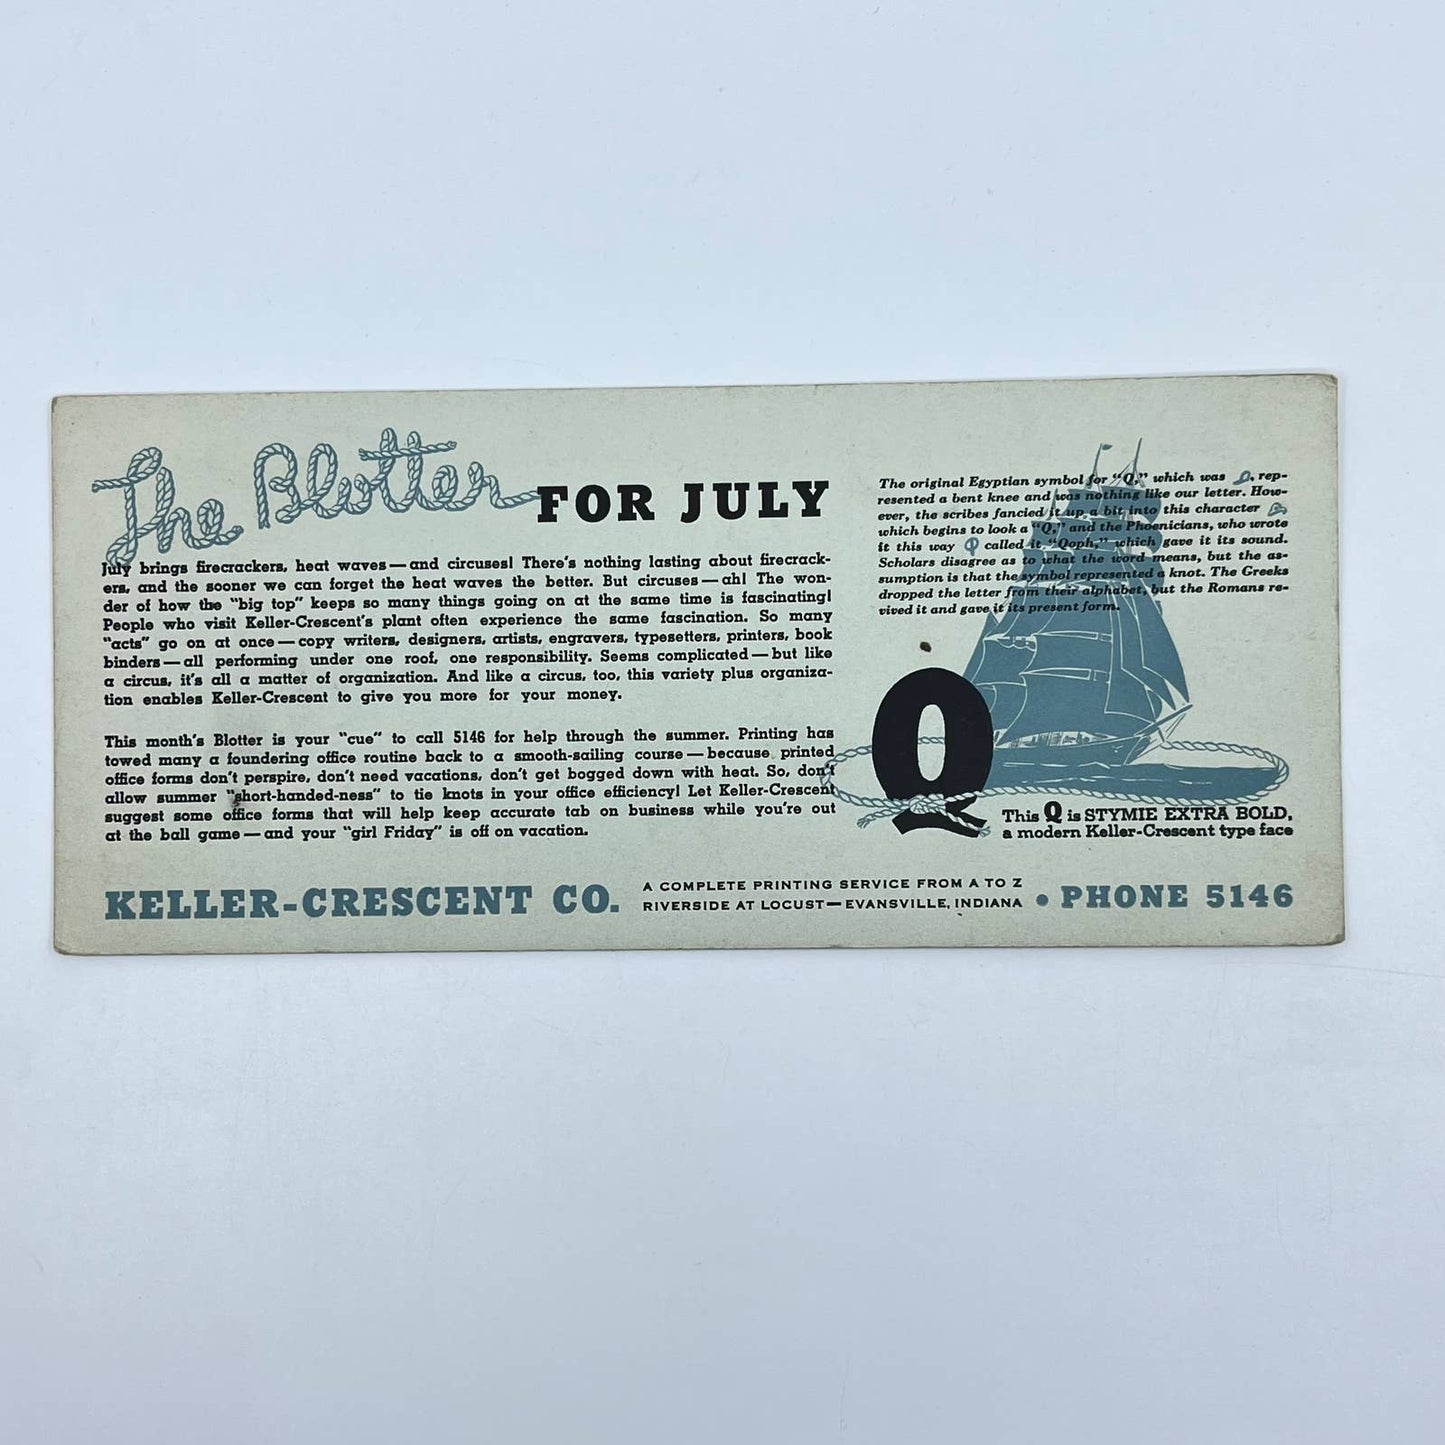 The Blotter FOR JULY
July brings firecrackers, heat waves—and circuses! There's nothing lasting about firecrack-
ers, and the sooner we can forget the heat waves the better. But circuses—ah! The won-
der of how the "big top" keeps so many things going on at the same time is fascinating!
People who visit Keller-Crescent's plant often experience the same fascination. So many
"acts" go on at once—copy writers, designers, artists, engravers, typesetters, printers, book
binders—all performing under one roof, one responsibility. Seems complicated—but like
a circus, it's all a matter of organization. And like a circus, too, this variety plus organiza-
tion enables Keller-Crescent to give you more for your money.
This month's Blotter is your "cue" to call 5146 for help through the summer. Printing has
towed many a foundering office routine back to a smooth-sailing course—because printed
office forms don't perspire, don't need vacations, don't get bogged down with heat. So, don't
allow summer "short-handed-ness" to tie knots in your office efficiency! Let Keller-Crescent
suggest some office forms that will help keep accurate tab on business while you're out
at the ball game—and your "girl Friday" is off on vacation.
The original Egyptian symbol for "Q," which was , rep-
resented a bent knee and was nothing like our letter. How-
ever, the scribes fancied it up a bit into this character
which begins to look a "Q," and the Phoenicians, who wrote
it this way called it "Qoph," which gave it its sound.
Scholars disagree as to what the word means, but the as-
sumption is that the symbol represented a knot. The Greeks
dropped the letter from their alphabet, but the Romans re-
vived it and gave it its present form.
Q
This Q is STYMIE EXTRA BOLD,
a modern Keller-Crescent type face
KELLER-CRESCENT CO.
A COMPLETE PRINTING SERVICE FROM A TO Z
RIVERSIDE AT LOCUST—EVANSVILLE, INDIANA
• PHONE 5146